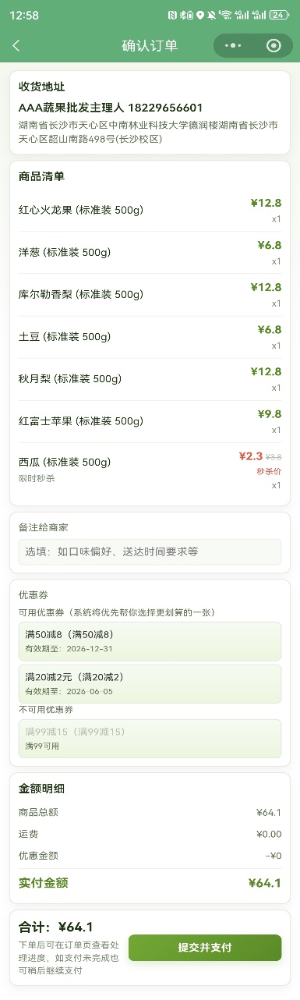 12:58
4G 4G 24
确认订单
收货地址
AAA蔬果批发主理人 18229656601
湖南省长沙市天心区中南林业科技大学德润楼湖南省长沙市
天心区韶山南路498号(长沙校区)
商品清单
红心火龙果 (标准装 500g) ¥12.8
x1
洋葱 (标准装 500g) ¥6.8
x1
库尔勒香梨 (标准装 500g) ¥12.8
x1
土豆 (标准装 500g) ¥6.8
x1
秋月梨 (标准装 500g) ¥12.8
x1
红富士苹果 (标准装 500g) ¥9.8
x1
西瓜 (标准装 500g) ¥2.3 ¥3.8
限时秒杀 秒杀价
x1
备注给商家
选填：如口味偏好、送达时间要求等
优惠券
可用优惠券（系统将优先帮你选择更划算的一张）
满50减8（满50减8）
有效期至：2026-12-31
满20减2元（满20减2）
有效期至：2026-06-05
不可用优惠券
满99减15（满99减15）
满99可用
金额明细
商品总额 ¥64.1
运费 ¥0.00
优惠金额 -¥0
实付金额 ¥64.1
合计：¥64.1
下单后可在订单页查看处
理进度，如支付未完成也
可稍后继续支付
提交并支付